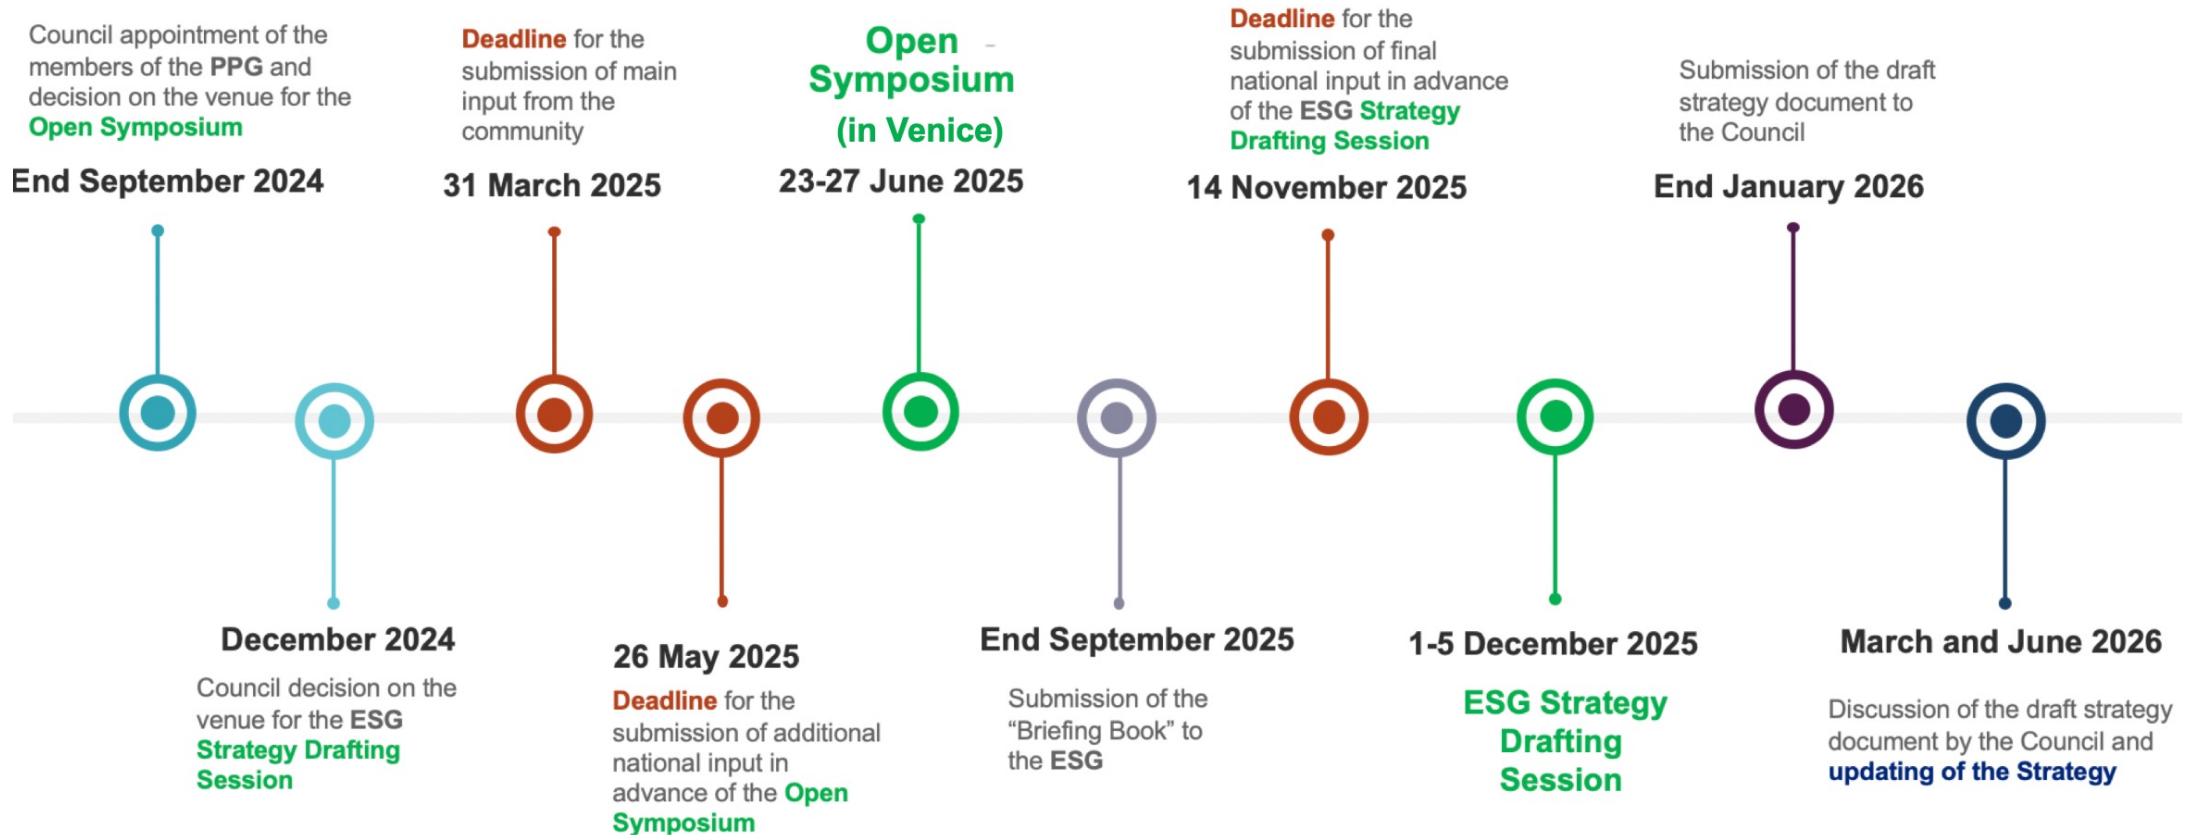 Council appointment of the
members of the PPG and
decision on the venue for the
Open Symposium
End September 2024
Deadline for the
submission of main
input from the
community
31 March 2025
Open
Symposium
(in Venice)
23-27 June 2025
Deadline for the
submission of final
national input in advance
of the ESG Strategy
Drafting Session
14 November 2025
Submission of the draft
strategy document to
the Council
End January 2026
December 2024
Council decision on the
venue for the ESG
Strategy Drafting
Session
26 May 2025
Deadline for the
submission of additional
national input in
advance of the Open
Symposium
End September 2025
Submission of the
“Briefing Book” to
the ESG
1-5 December 2025
ESG Strategy
Drafting
Session
March and June 2026
Discussion of the draft strategy
document by the Council and
updating of the Strategy